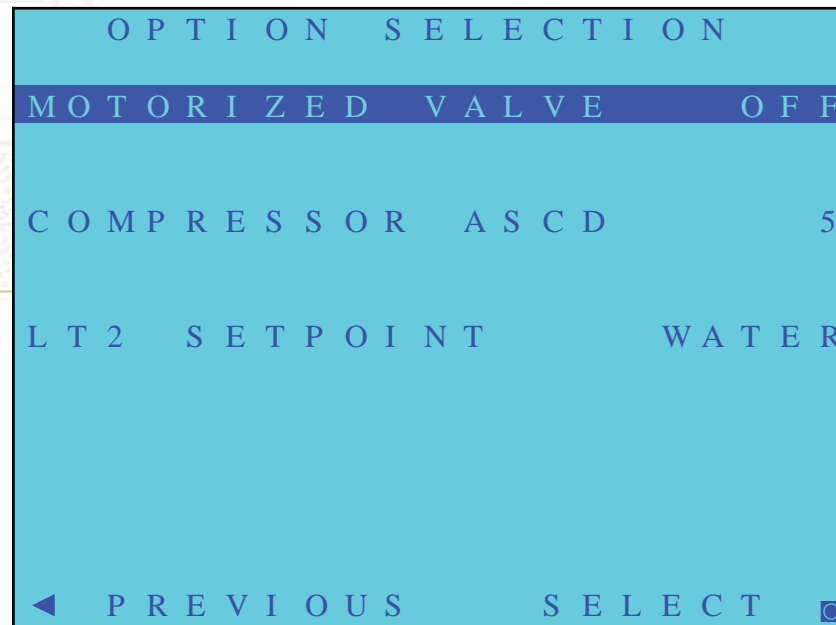 OPTION SELECTION
MOTORIZED VALVE OFF
COMPRESSOR ASCD 5
LT2 SETPOINT WATER
◄ PREVIOUS SELECT